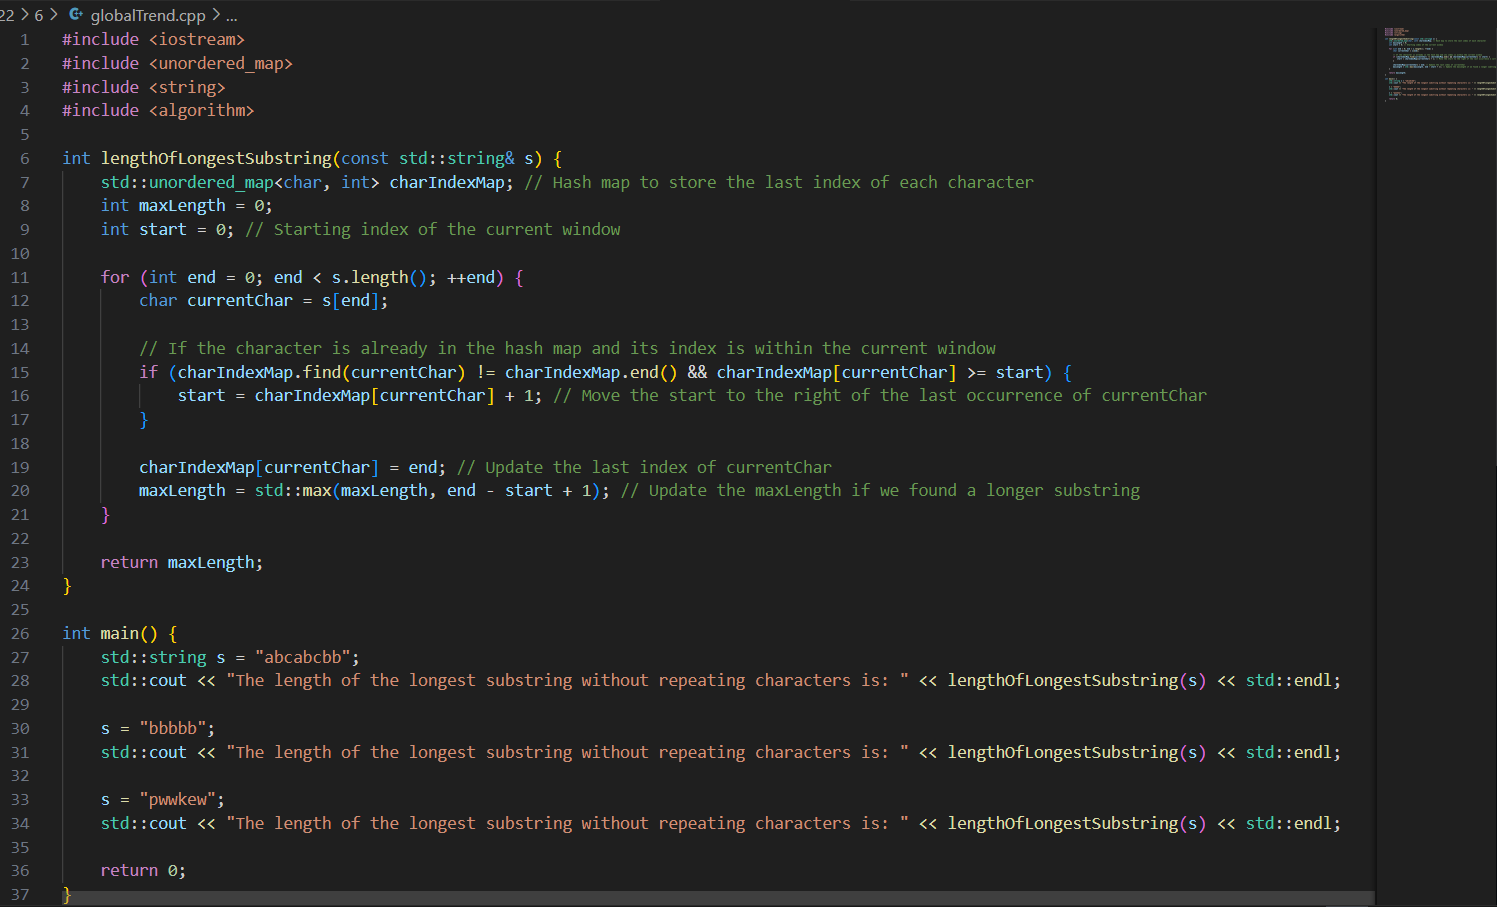 22 > 6 > globalTrend.cpp > ...
1 #include <iostream>
2 #include <unordered_map>
3 #include <string>
4 #include <algorithm>
5
6 int lengthOfLongestSubstring(const std::string& s) {
7     std::unordered_map<char, int> charIndexMap; // Hash map to store the last index of each character
8     int maxLength = 0;
9     int start = 0; // Starting index of the current window
10
11     for (int end = 0; end < s.length(); ++end) {
12         char currentChar = s[end];
13
14         // If the character is already in the hash map and its index is within the current window
15         if (charIndexMap.find(currentChar) != charIndexMap.end() && charIndexMap[currentChar] >= start) {
16             start = charIndexMap[currentChar] + 1; // Move the start to the right of the last occurrence of currentChar
17         }
18
19         charIndexMap[currentChar] = end; // Update the last index of currentChar
20         maxLength = std::max(maxLength, end - start + 1); // Update the maxLength if we found a longer substring
21     }
22
23     return maxLength;
24 }
25
26 int main() {
27     std::string s = "abcabcbb";
28     std::cout << "The length of the longest substring without repeating characters is: " << lengthOfLongestSubstring(s) << std::endl;
29
30     s = "bbbbb";
31     std::cout << "The length of the longest substring without repeating characters is: " << lengthOfLongestSubstring(s) << std::endl;
32
33     s = "pwwkew";
34     std::cout << "The length of the longest substring without repeating characters is: " << lengthOfLongestSubstring(s) << std::endl;
35
36     return 0;
37 }